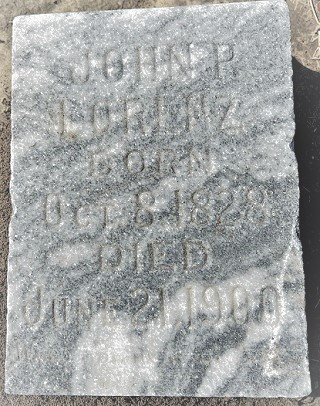 JOHN P.
LORENZ
BORN
Oct 8, 1828
DIED
June 21, 1900